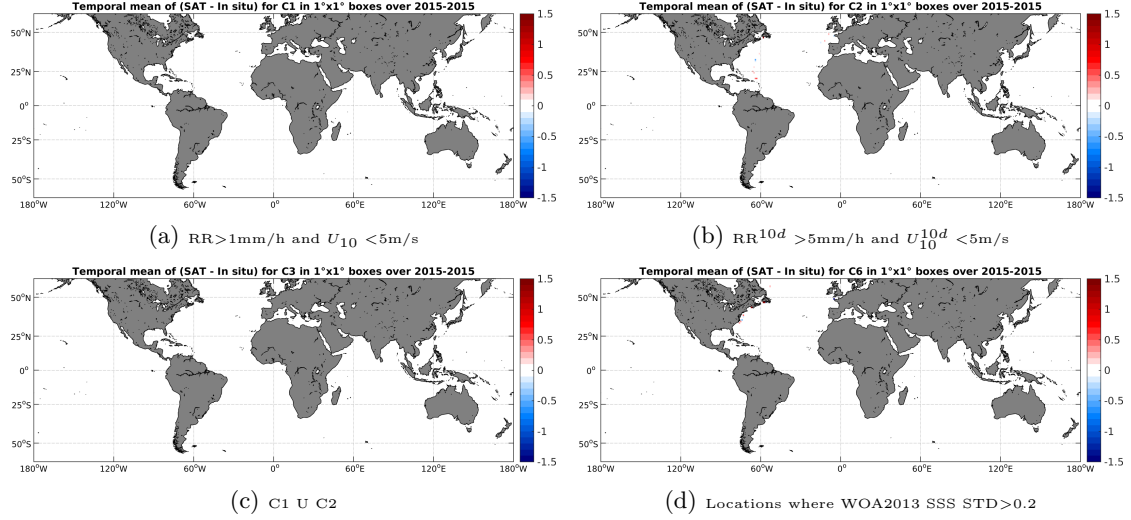 Temporal mean of (SAT - In situ) for C1 in 1°x1° boxes over 2015-2015
50°N
25°N
0°
25°S
50°S
180°W 120°W 60°W 0° 60°E 120°E 180°W
1.5
1
0.5
0
-0.5
-1
-1.5
(a) RR>1mm/h and U10 <5m/s
Temporal mean of (SAT - In situ) for C2 in 1°x1° boxes over 2015-2015
50°N
25°N
0°
25°S
50°S
180°W 120°W 60°W 0° 60°E 120°E 180°W
1.5
1
0.5
0
-0.5
-1
-1.5
(b) RR10d >5mm/h and U10 10d <5m/s
Temporal mean of (SAT - In situ) for C3 in 1°x1° boxes over 2015-2015
50°N
25°N
0°
25°S
50°S
180°W 120°W 60°W 0° 60°E 120°E 180°W
1.5
1
0.5
0
-0.5
-1
-1.5
(c) C1 U C2
Temporal mean of (SAT - In situ) for C6 in 1°x1° boxes over 2015-2015
50°N
25°N
0°
25°S
50°S
180°W 120°W 60°W 0° 60°E 120°E 180°W
1.5
1
0.5
0
-0.5
-1
-1.5
(d) Locations where WOA2013 SSS STD>0.2